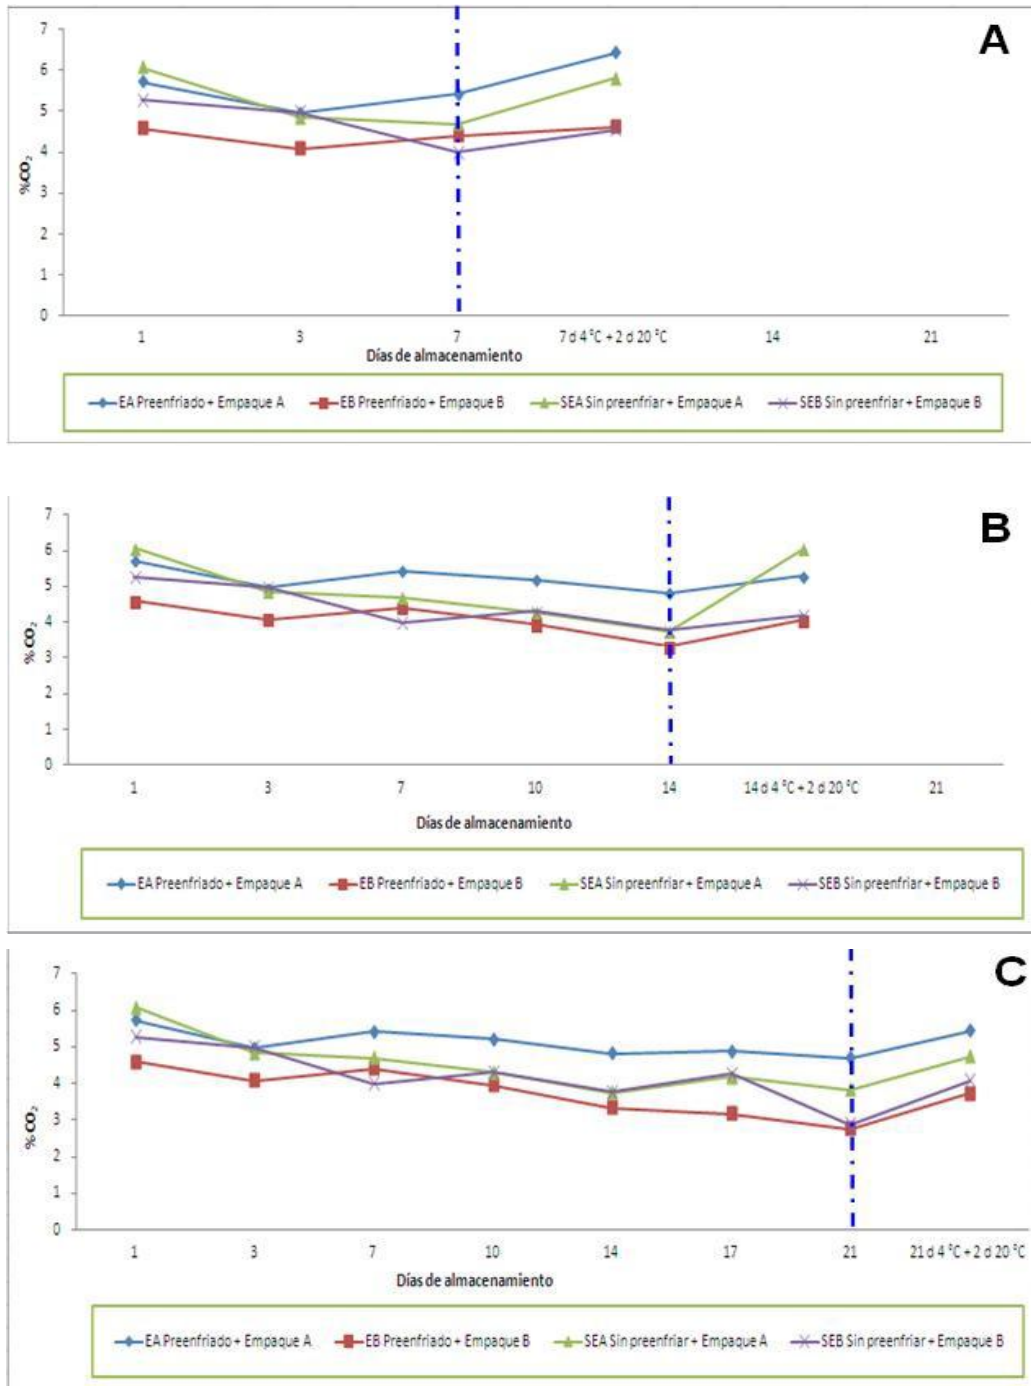 A
7
6
5
4
3
2
1
0
%CO₂
1 3 7 7 d 4 °C + 2 d 20 °C 14 21
Días de almacenamiento
EA Preenfriado + Empaque A EB Preenfriado + Empaque B SEA Sin preenfriar + Empaque A SEB Sin preenfriar + Empaque B
B
7
6
5
4
3
2
1
0
% CO₂
1 3 7 10 14 14 d 4 °C + 2 d 20 °C 21
Días de almacenamiento
EA Preenfriado + Empaque A EB Preenfriado + Empaque B SEA Sin preenfriar + Empaque A SEB Sin preenfriar + Empaque B
C
7
6
5
4
3
2
1
0
% CO₂
1 3 7 10 14 17 21 21 d 4 °C + 2 d 20 °C
Días de almacenamiento
EA Preenfriado + Empaque A EB Preenfriado + Empaque B SEA Sin preenfriar + Empaque A SEB Sin preenfriar + Empaque B